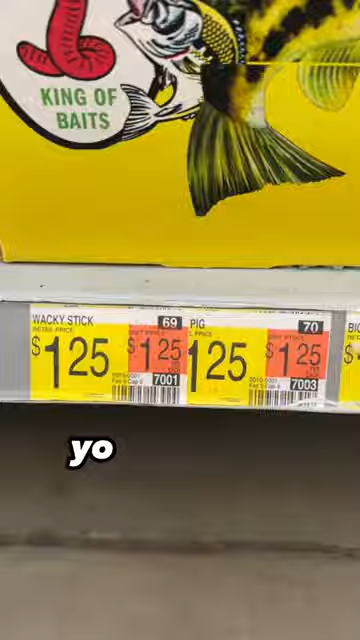 KING OF
BAITS
WACKY STICK 69 PIG 70
RETAIL PRICE
$1 25 $1 25 1 25 $1 25
7001 7003
yo